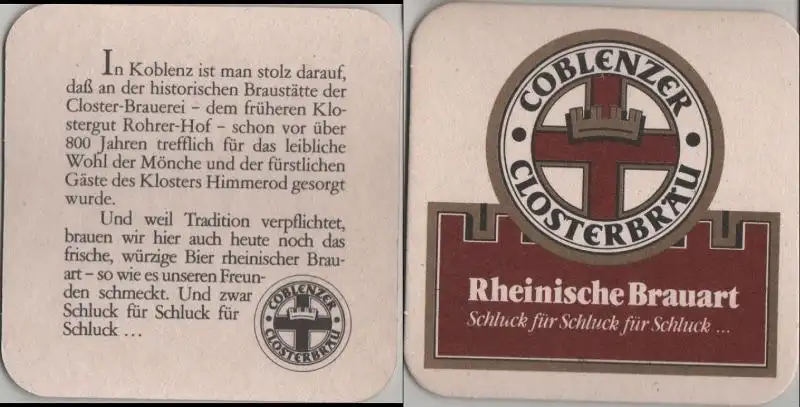 In Koblenz ist man stolz darauf,
daß an der historischen Braustätte der
Closter-Brauerei – dem früheren Klo-
stergut Rohrer-Hof – schon vor über
800 Jahren trefflich für das leibliche
Wohl der Mönche und der fürstlichen
Gäste des Klosters Himmerod gesorgt
wurde.
Und weil Tradition verpflichtet,
brauen wir hier auch heute noch das
frische, würzige Bier rheinischer Brau-
art – so wie es unseren Freun-
den schmeckt. Und zwar
Schluck für Schluck für
Schluck ...
COBLENZER
CLOSTERBRÄU
COBLENZER
CLOSTERBRÄU
Rheinische Brauart
Schluck für Schluck für Schluck ...